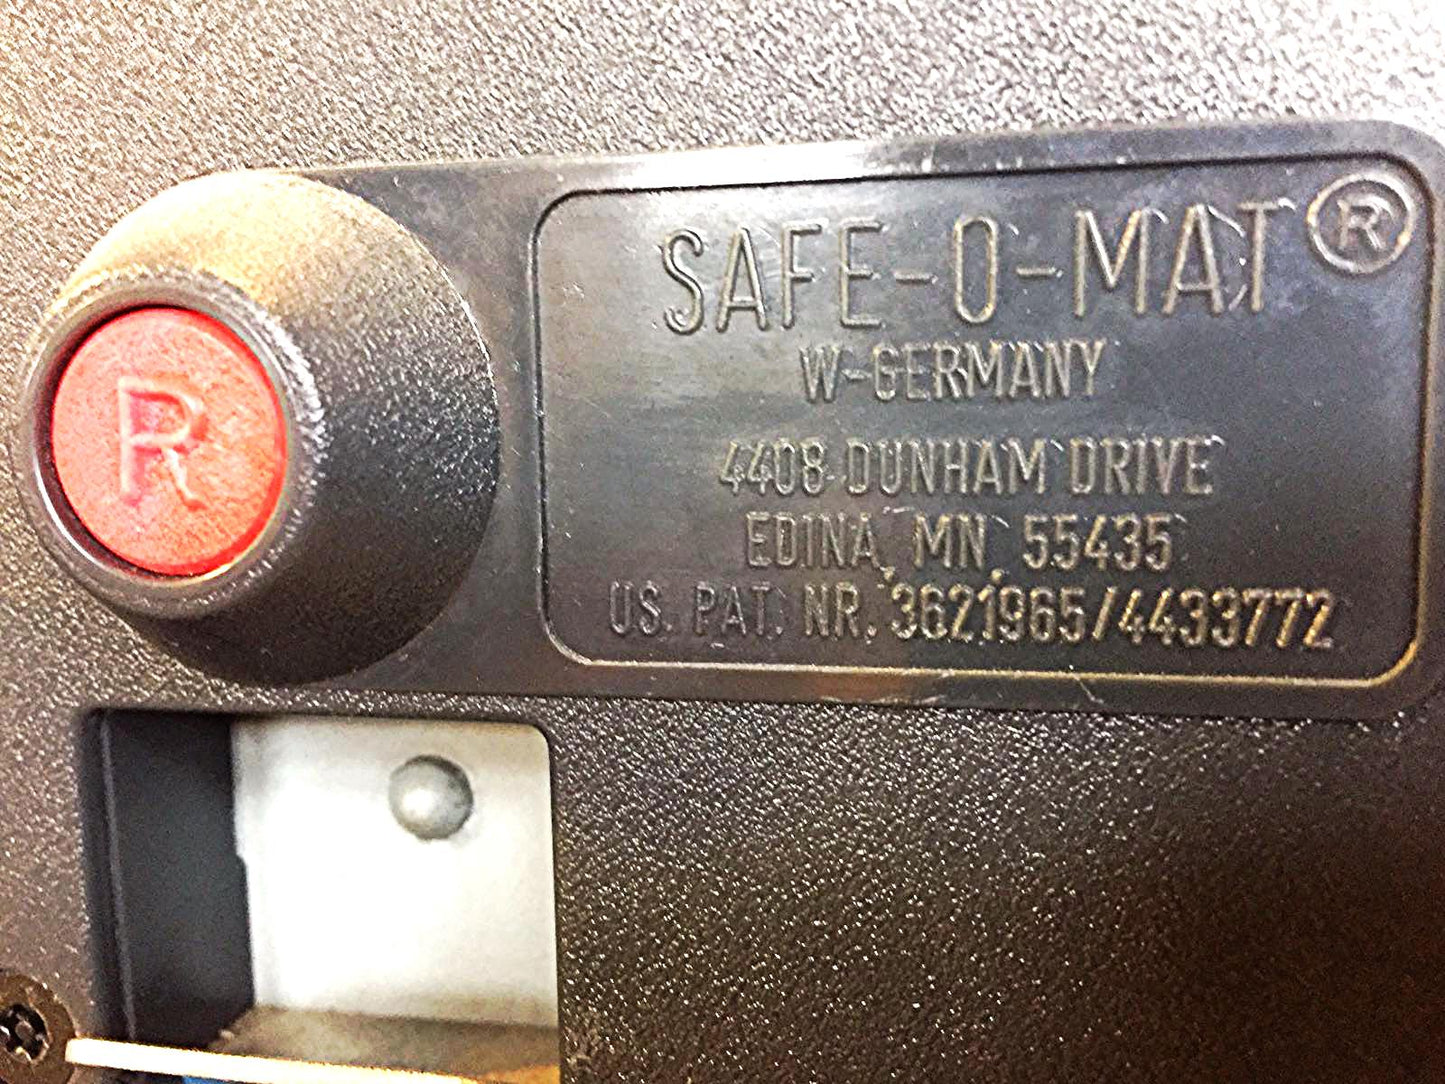 R
SAFE-O-MAT®
W-GERMANY
4408 DUNHAM DRIVE
EDINA, MN, 55435
US. PAT. NR. 3621965/4433772